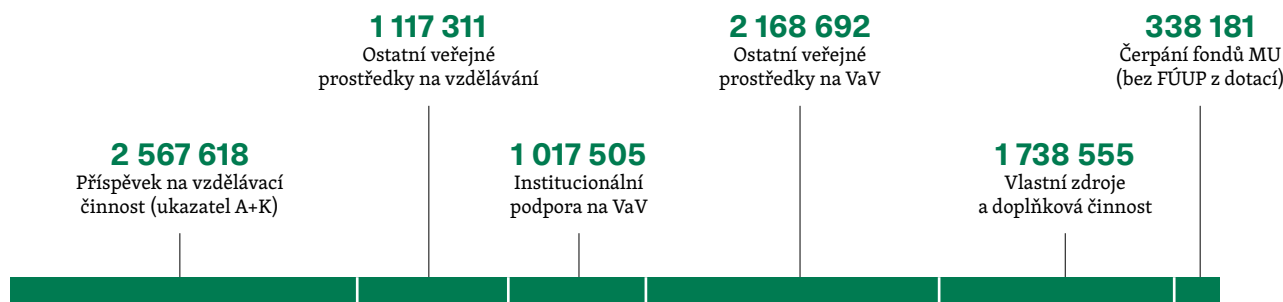 2 567 618
Příspěvek na vzdělávací
činnost (ukazatel A+K)
1 117 311
Ostatní veřejné
prostředky na vzdělávání
1 017 505
Institucionální
podpora na VaV
2 168 692
Ostatní veřejné
prostředky na VaV
1 738 555
Vlastní zdroje
a doplňková činnost
338 181
Čerpání fondů MU
(bez FÚUP z dotací)